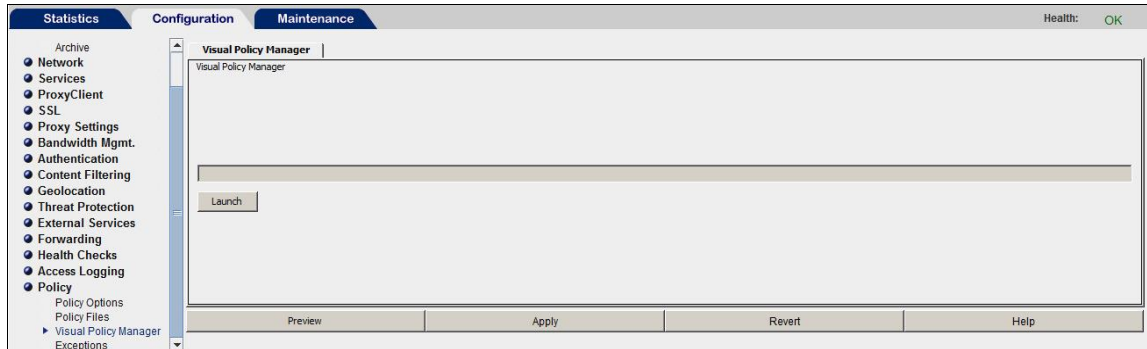 Statistics Configuration Maintenance Health: OK
Archive
Network
Services
ProxyClient
SSL
Proxy Settings
Bandwidth Mgmt.
Authentication
Content Filtering
Geolocation
Threat Protection
External Services
Forwarding
Health Checks
Access Logging
Policy
Policy Options
Policy Files
Visual Policy Manager
Exceptions
Visual Policy Manager
Visual Policy Manager
Launch
Preview Apply Revert Help